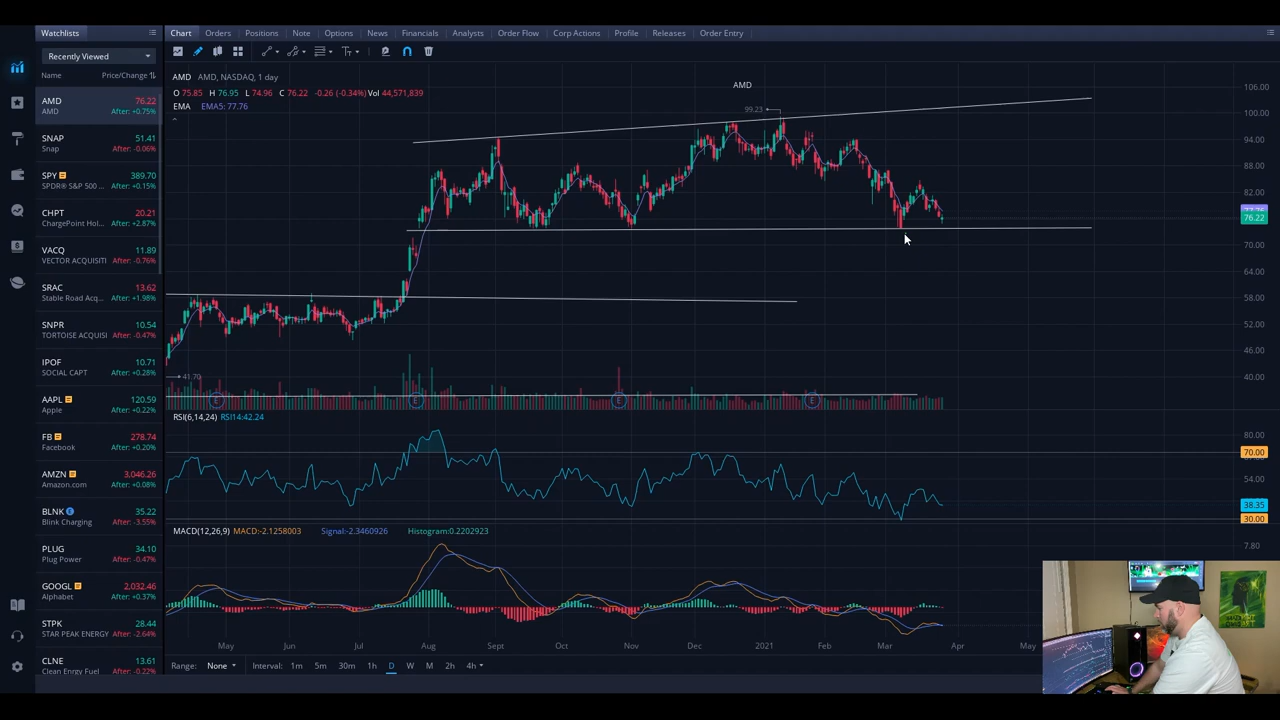 Watchlists
Recently Viewed
Name Price/Change
AMD 76.22
AMD After: +0.75%
SNAP 51.41
Snap After: -0.06%
SPY 389.70
SPDR® S&P 500 ... After: +0.15%
CHPT 20.21
ChargePoint Hol... After: +2.87%
VACQ 11.89
VECTOR ACQUISITI After: -0.76%
SRAC 13.62
Stable Road Acq... After: +1.98%
SNPR 10.54
TORTOISE ACQUISI After: -0.47%
IPOF 10.71
SOCIAL CAPT After: +0.28%
AAPL 120.59
Apple After: +0.22%
FB 278.74
Facebook After: +0.20%
AMZN 3,046.26
Amazon.com After: +0.08%
BLNK E 35.22
Blink Charging After: -3.55%
PLUG 34.10
Plug Power After: -0.47%
GOOGL 2,032.46
Alphabet After: +0.37%
STPK 28.44
STAR PEAK ENERGY After: -2.64%
CLNE 13.61
Clean Enrgy Fuel After: -0.22%
Chart Orders Positions Note Options News Financials Analysts Order Flow Corp Actions Profile Releases Order Entry
AMD AMD, NASDAQ, 1 day
O 75.85 H 76.95 L 74.96 C 76.22 -0.26 (-0.34%) Vol 44,571,839
EMA EMA5: 77.76
AMD
99.23
41.70
E E E E
106.00
100.00
94.00
88.00
82.00
76.22
70.00
64.00
58.00
52.00
46.00
40.00
RSI(6,14,24) RSI14:42.24
80.00
70.00
54.00
38.35
30.00
MACD(12,26,9) MACD:-2.1258003 Signal:-2.3460926 Histogram:0.2202923
7.80
May Jun Jul Aug Sept Oct Nov Dec 2021 Feb Mar Apr May
Range: None Interval: 1m 5m 30m 1h D W M 2h 4h